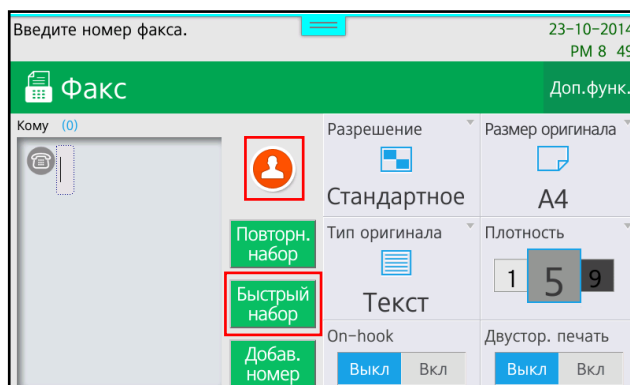 Введите номер факса.
23-10-2014
PM 8 49
Факс
Доп.функ.
Кому (0)
Повторн.
набор
Быстрый
набор
Добав.
номер
Разрешение
Стандартное
Размер оригинала
A4
Тип оригинала
Текст
Плотность
1 5 9
On-hook
Выкл Вкл
Двустор. печать
Выкл Вкл